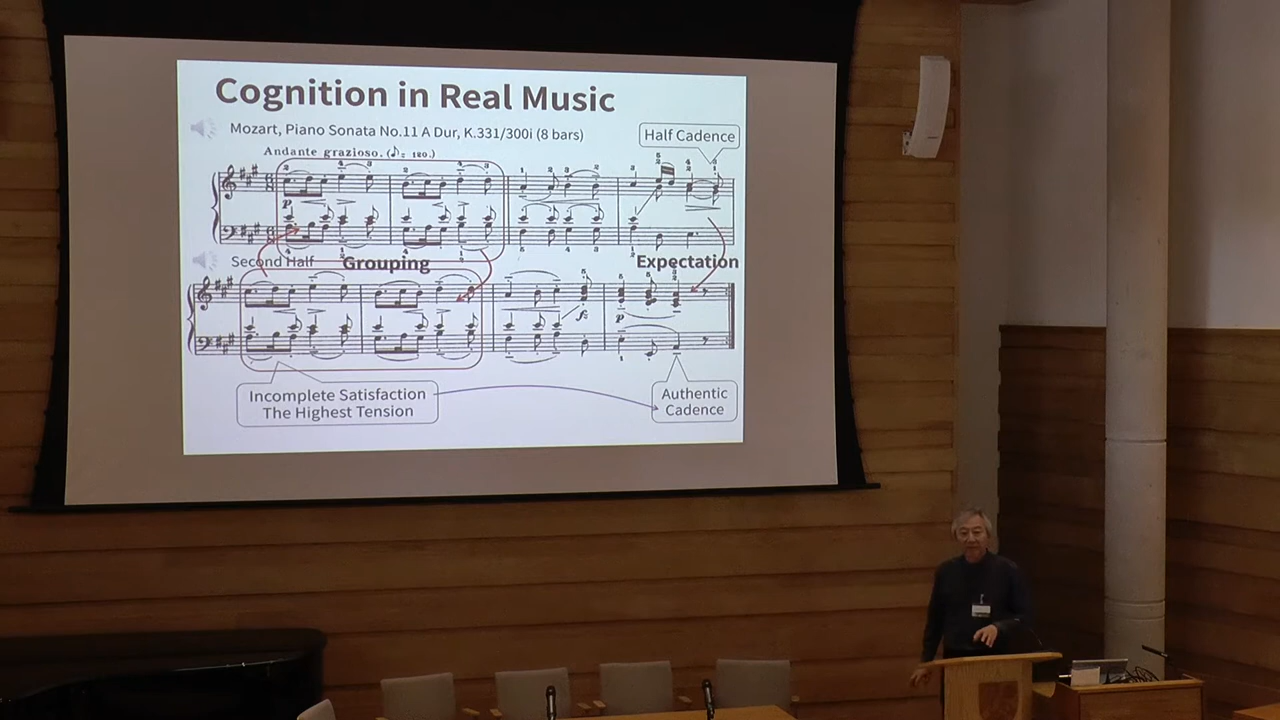 Cognition in Real Music
Mozart, Piano Sonata No.11 A Dur, K.331/300i (8 bars)
Half Cadence
Andante grazioso. (♪= 120.)
p
Second Half
Grouping
Expectation
p
Incomplete Satisfaction
The Highest Tension
Authentic
Cadence